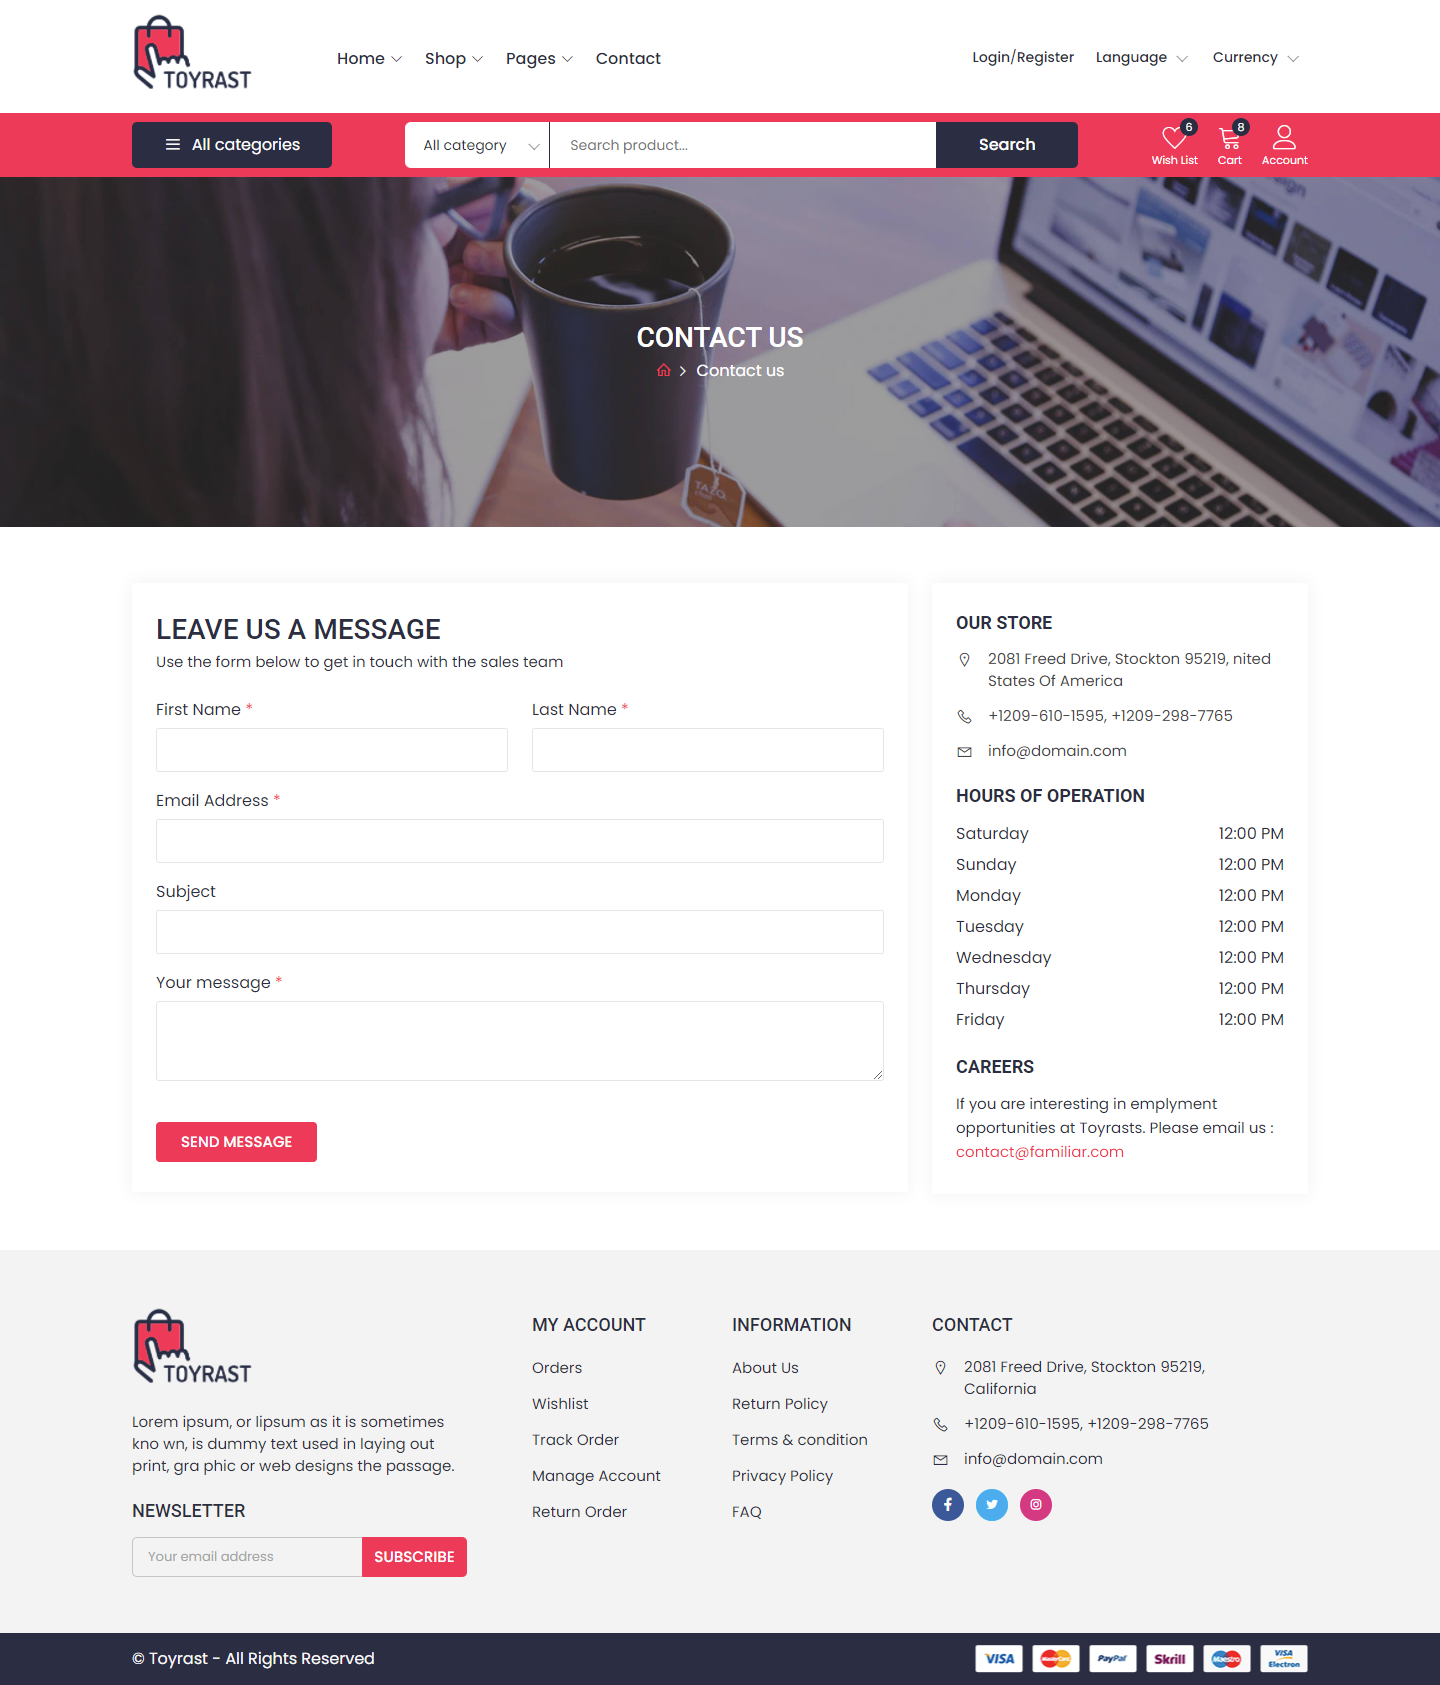 TOYRAST
Home Shop Pages Contact
Login/Register Language Currency
All categories
All category Search product... Search
6 8
Wish List Cart Account
CONTACT US
Contact us
TAZO
LEAVE US A MESSAGE
Use the form below to get in touch with the sales team
First Name * Last Name *
Email Address *
Subject
Your message *
SEND MESSAGE
OUR STORE
2081 Freed Drive, Stockton 95219, nited
States Of America
+1209-610-1595, +1209-298-7765
info@domain.com
HOURS OF OPERATION
Saturday 12:00 PM
Sunday 12:00 PM
Monday 12:00 PM
Tuesday 12:00 PM
Wednesday 12:00 PM
Thursday 12:00 PM
Friday 12:00 PM
CAREERS
If you are interesting in emplyment
opportunities at Toyrasts. Please email us :
contact@familiar.com
TOYRAST
Lorem ipsum, or lipsum as it is sometimes
kno wn, is dummy text used in laying out
print, gra phic or web designs the passage.
NEWSLETTER
Your email address SUBSCRIBE
MY ACCOUNT
Orders
Wishlist
Track Order
Manage Account
Return Order
INFORMATION
About Us
Return Policy
Terms & condition
Privacy Policy
FAQ
CONTACT
2081 Freed Drive, Stockton 95219,
California
+1209-610-1595, +1209-298-7765
info@domain.com
© Toyrast - All Rights Reserved
VISA MasterCard PayPal Skrill Maestro VISA
Electron